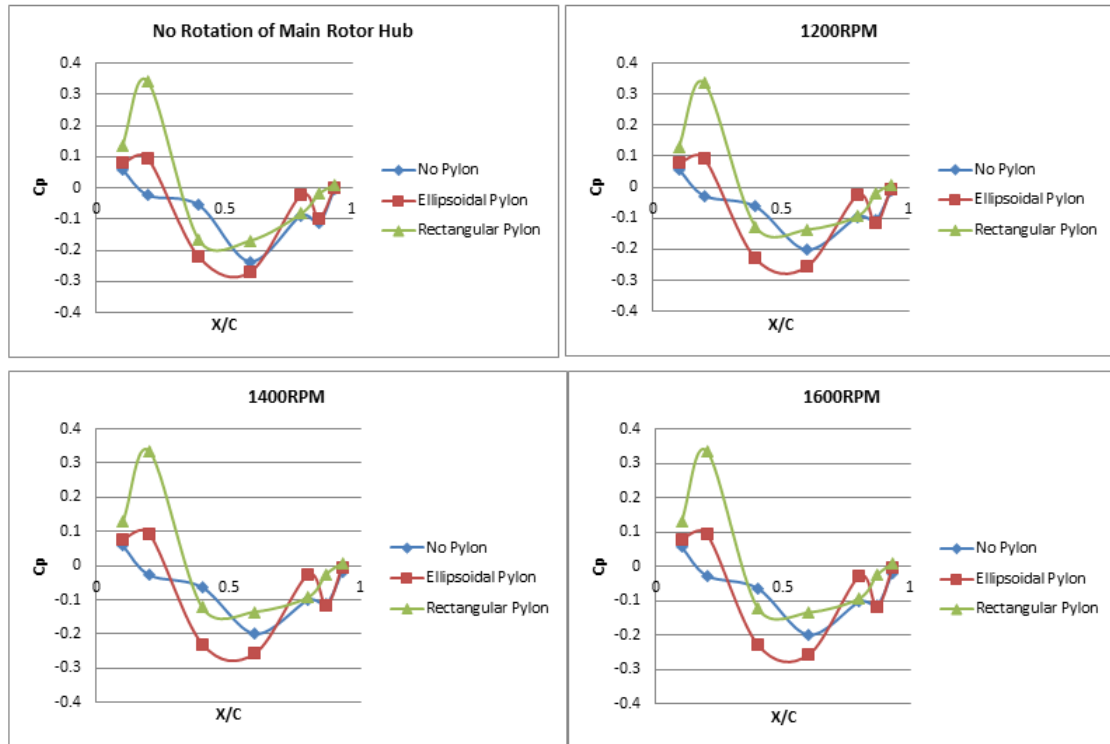 No Rotation of Main Rotor Hub
0.4
0.3
0.2
0.1
0
-0.1
-0.2
-0.3
-0.4
Cp
0
0.5
1
X/C
No Pylon
Ellipsoidal Pylon
Rectangular Pylon
1200RPM
0.4
0.3
0.2
0.1
0
-0.1
-0.2
-0.3
-0.4
Cp
0
0.5
1
X/C
No Pylon
Ellipsoidal Pylon
Rectangular Pylon
1400RPM
0.4
0.3
0.2
0.1
0
-0.1
-0.2
-0.3
-0.4
Cp
0
0.5
1
X/C
No Pylon
Ellipsoidal Pylon
Rectangular Pylon
1600RPM
0.4
0.3
0.2
0.1
0
-0.1
-0.2
-0.3
-0.4
Cp
0
0.5
1
X/C
No Pylon
Ellipsoidal Pylon
Rectangular Pylon